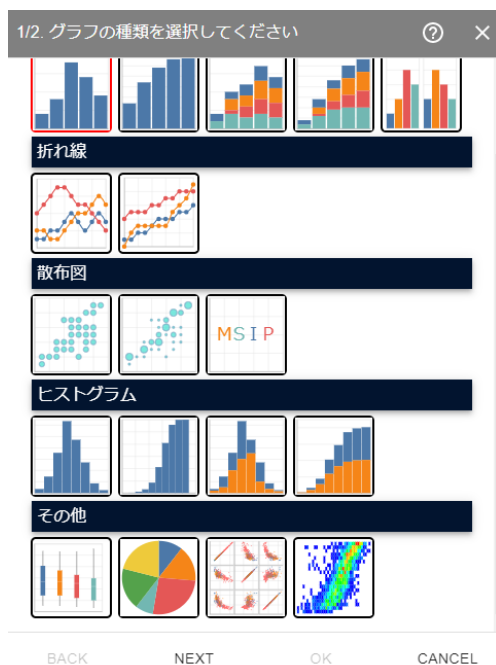 1/2. グラフの種類を選択してください
折れ線
散布図
MSIP
ヒストグラム
その他
BACK NEXT OK CANCEL